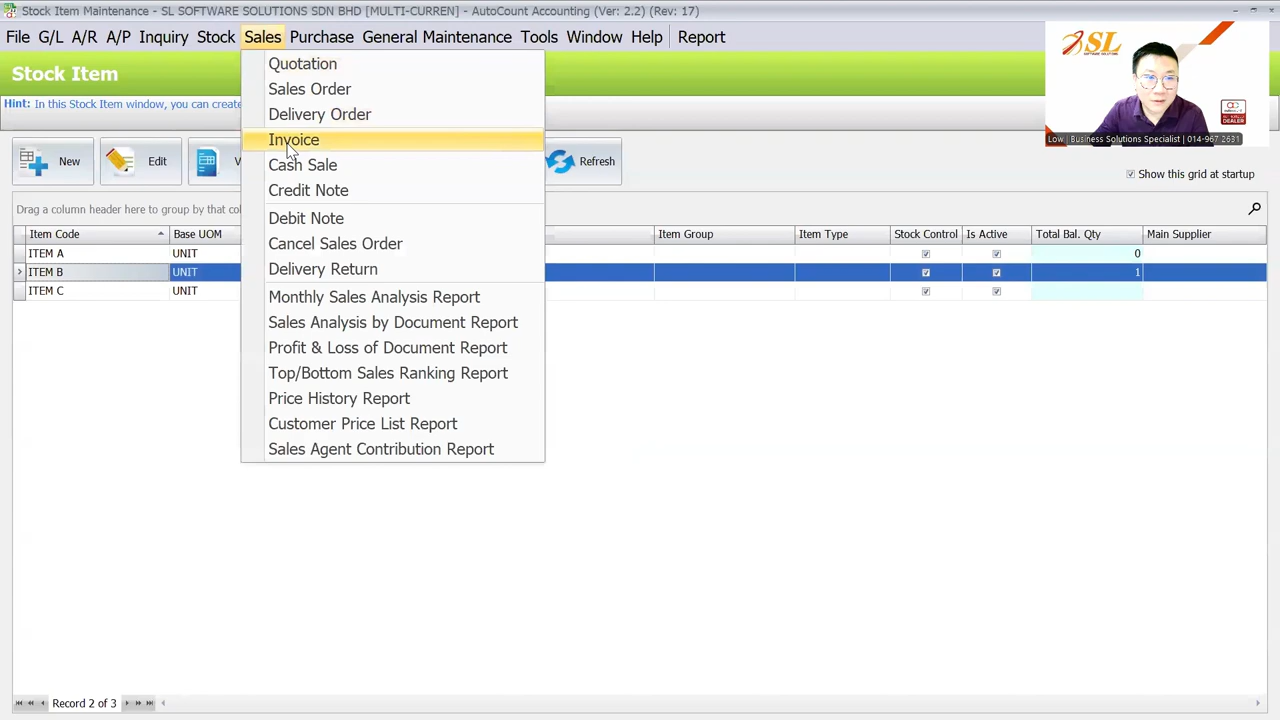 Stock Item Maintenance - SL SOFTWARE SOLUTIONS SDN BHD [MULTI-CURREN] - AutoCount Accounting (Ver: 2.2) (Rev: 17)
File G/L A/R A/P Inquiry Stock Sales Purchase General Maintenance Tools Window Help Report
Stock Item
Hint: In this Stock Item window, you can create
SL
SOFTWARE SOLUTIONS
DEALER
Low | Business Solutions Specialist | 014-967 2631
Quotation
Sales Order
Delivery Order
Invoice
Cash Sale
Credit Note
Debit Note
Cancel Sales Order
Delivery Return
Monthly Sales Analysis Report
Sales Analysis by Document Report
Profit & Loss of Document Report
Top/Bottom Sales Ranking Report
Price History Report
Customer Price List Report
Sales Agent Contribution Report
New Edit V Refresh
Show this grid at startup
Drag a column header here to group by that col
Item Code Base UOM Item Group Item Type Stock Control Is Active Total Bal. Qty Main Supplier
ITEM A UNIT 0
ITEM B UNIT 1
ITEM C UNIT
Record 2 of 3